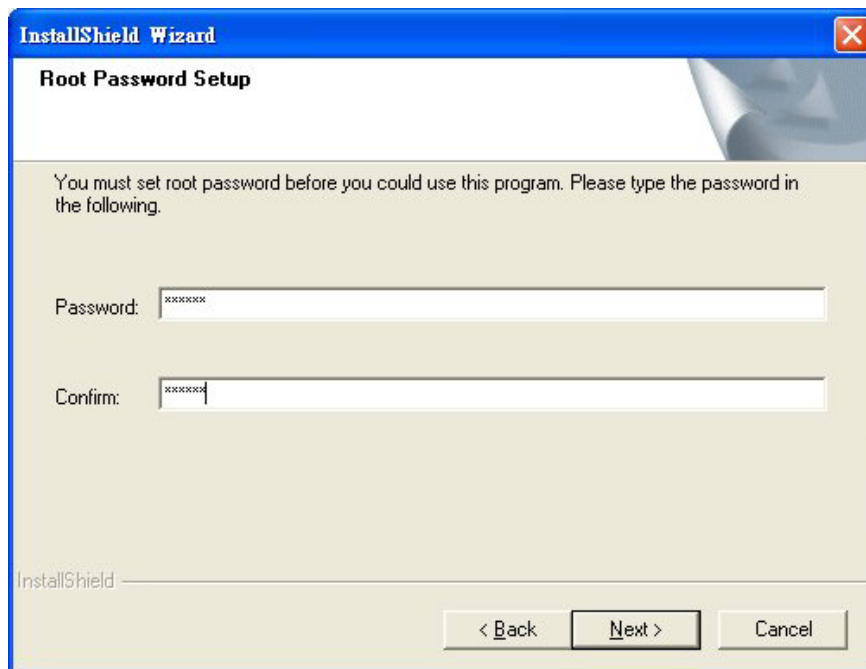 InstallShield Wizard
Root Password Setup
You must set root password before you could use this program. Please type the password in
the following.
Password: ******
Confirm: ******
InstallShield
< Back
Next >
Cancel